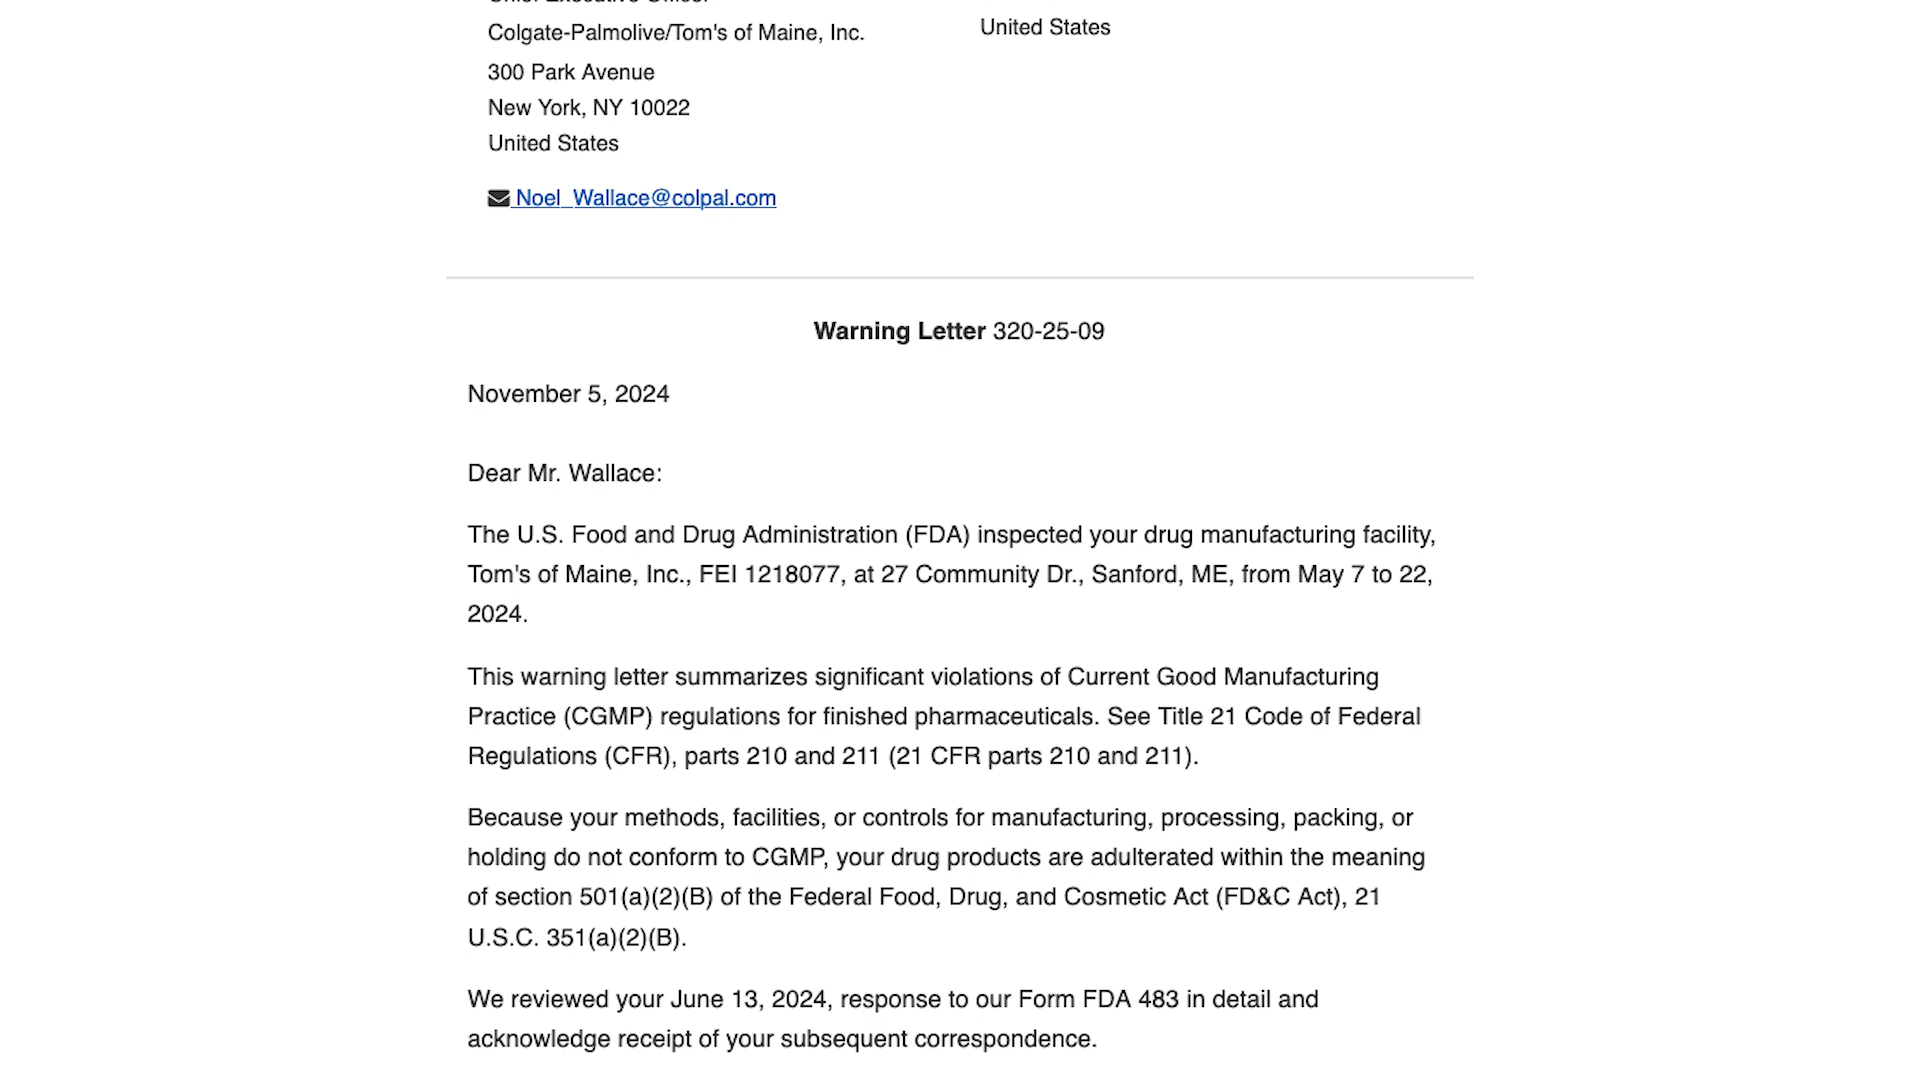 Colgate-Palmolive/Tom's of Maine, Inc.
300 Park Avenue
New York, NY 10022
United States
Noel_Wallace@colpal.com
United States
Warning Letter 320-25-09
November 5, 2024
Dear Mr. Wallace:
The U.S. Food and Drug Administration (FDA) inspected your drug manufacturing facility,
Tom's of Maine, Inc., FEI 1218077, at 27 Community Dr., Sanford, ME, from May 7 to 22,
2024.
This warning letter summarizes significant violations of Current Good Manufacturing
Practice (CGMP) regulations for finished pharmaceuticals. See Title 21 Code of Federal
Regulations (CFR), parts 210 and 211 (21 CFR parts 210 and 211).
Because your methods, facilities, or controls for manufacturing, processing, packing, or
holding do not conform to CGMP, your drug products are adulterated within the meaning
of section 501(a)(2)(B) of the Federal Food, Drug, and Cosmetic Act (FD&C Act), 21
U.S.C. 351(a)(2)(B).
We reviewed your June 13, 2024, response to our Form FDA 483 in detail and
acknowledge receipt of your subsequent correspondence.